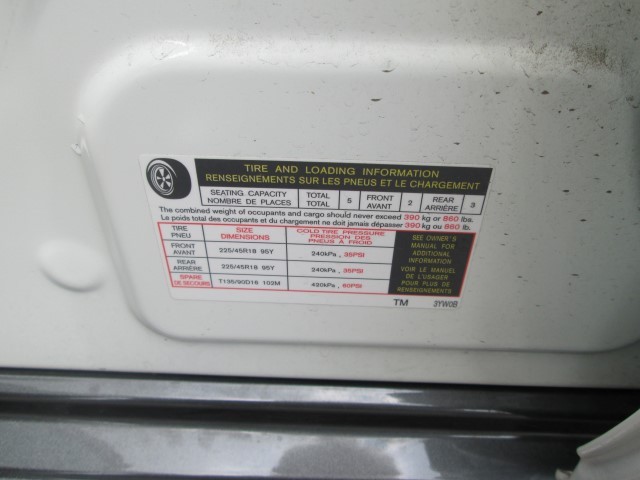 TIRE AND LOADING INFORMATION
RENSEIGNEMENTS SUR LES PNEUS ET LE CHARGEMENT
SEATING CAPACITY TOTAL 5 FRONT 2 REAR 3
NOMBRE DE PLACES TOTAL AVANT ARRIÈRE
The combined weight of occupants and cargo should never exceed 390 kg or 860 lbs.
Le poids total des occupants et du chargement ne doit jamais dépasser 390 kg ou 860 lb.
TIRE SIZE COLD TIRE PRESSURE
PNEU DIMENSIONS PRESSION DES PNEUS À FROID
FRONT AVANT 225/45R18 95Y 240kPa , 35PSI
REAR ARRIÈRE 225/45R18 95Y 240kPa , 35PSI
SPARE DE SECOURS T135/90D16 102M 420kPa , 60PSI
SEE OWNER'S
MANUAL FOR
ADDITIONAL
INFORMATION
VOIR LE MANUEL
DE L'USAGER
POUR PLUS DE
RENSEIGNEMENTS
TM 3YW0B